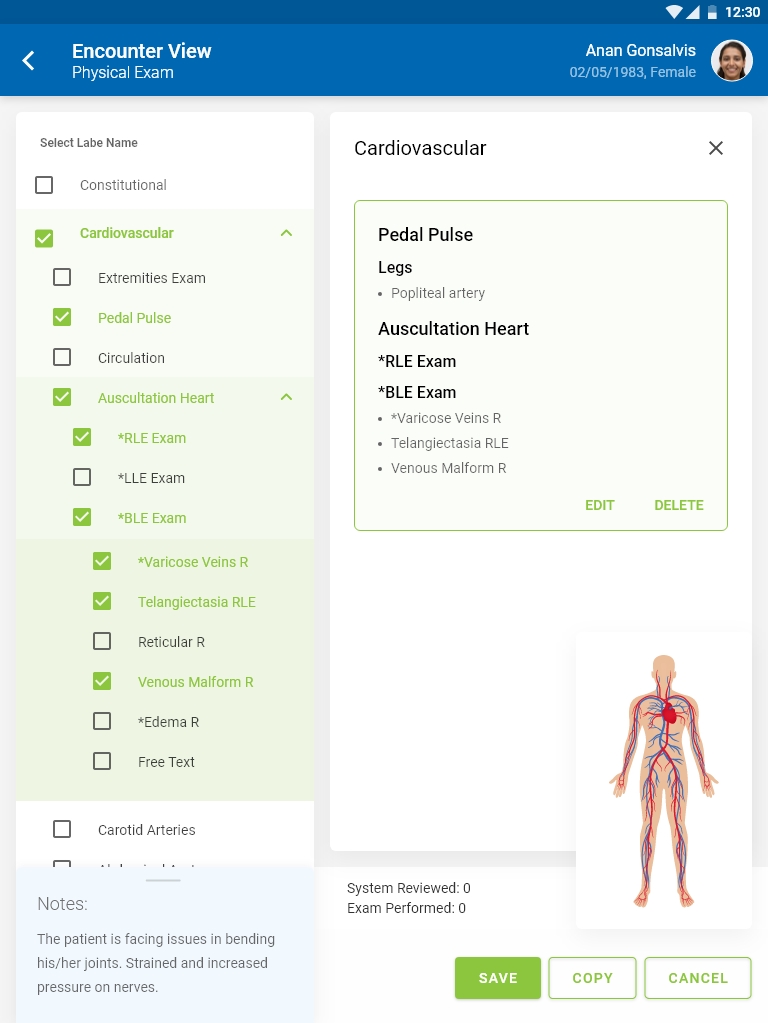 12:30
Encounter View
Physical Exam
Anan Gonsalvis
02/05/1983, Female
Select Labe Name
Constitutional
Cardiovascular
Extremities Exam
Pedal Pulse
Circulation
Auscultation Heart
*RLE Exam
*LLE Exam
*BLE Exam
*Varicose Veins R
Telangiectasia RLE
Reticular R
Venous Malform R
*Edema R
Free Text
Carotid Arteries
Notes:
The patient is facing issues in bending
his/her joints. Strained and increased
pressure on nerves.
Cardiovascular
Pedal Pulse
Legs
• Popliteal artery
Auscultation Heart
*RLE Exam
*BLE Exam
• *Varicose Veins R
• Telangiectasia RLE
• Venous Malform R
EDIT DELETE
System Reviewed: 0
Exam Performed: 0
SAVE COPY CANCEL